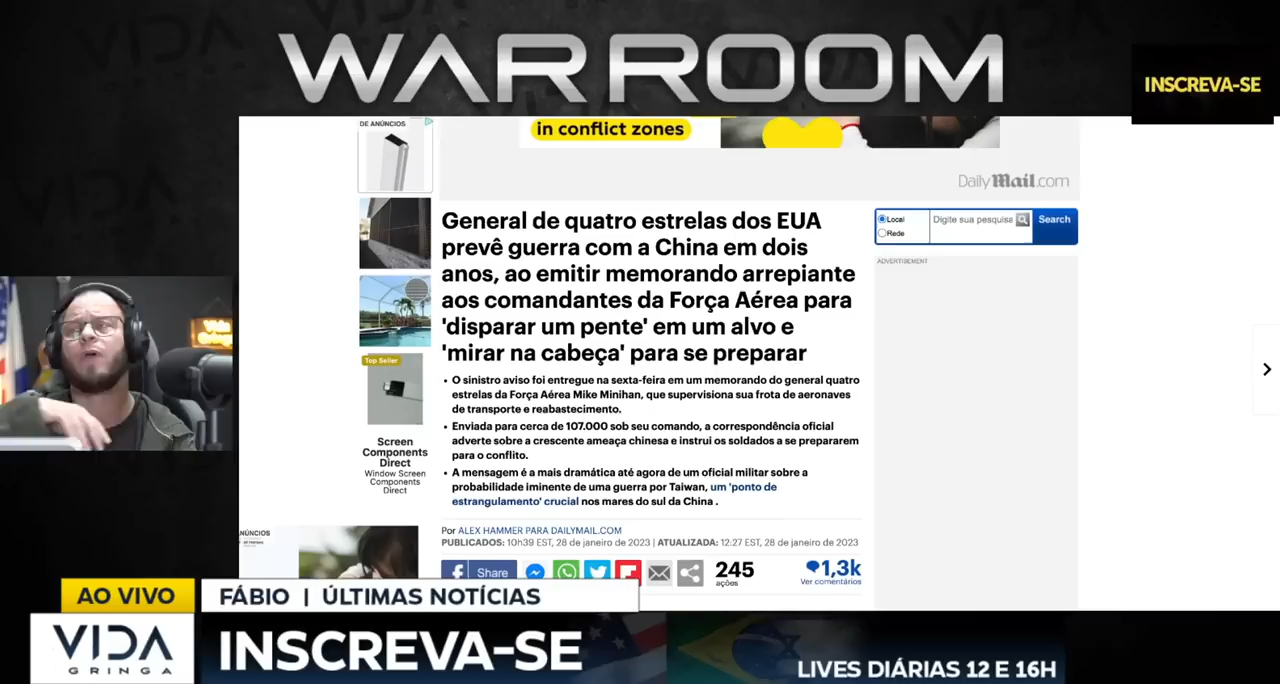 WARROOM
INSCREVA-SE
DE ANÚNCIOS
in conflict zones
DailyMail.com
General de quatro estrelas dos EUA
prevê guerra com a China em dois
anos, ao emitir memorando arrepiante
aos comandantes da Força Aérea para
'disparar um pente' em um alvo e
'mirar na cabeça' para se preparar
Local
Rede
Digite sua pesquisa
Search
ADVERTISEMENT
Top Seller
Screen
Components
Direct
Window Screen
Components
Direct
• O sinistro aviso foi entregue na sexta-feira em um memorando do general quatro
estrelas da Força Aérea Mike Minihan, que supervisiona sua frota de aeronaves
de transporte e reabastecimento.
• Enviada para cerca de 107.000 sob seu comando, a correspondência oficial
adverte sobre a crescente ameaça chinesa e instrui os soldados a se prepararem
para o conflito.
• A mensagem é a mais dramática até agora de um oficial militar sobre a
probabilidade iminente de uma guerra por Taiwan, um 'ponto de
estrangulamento' crucial nos mares do sul da China .
Por ALEX HAMMER PARA DAILYMAIL.COM
PUBLICADOS: 10h39 EST, 28 de janeiro de 2023 | ATUALIZADA: 12:27 EST, 28 de janeiro de 2023
Share
245
ações
1,3k
Ver comentários
NÚNCIOS
AO VIVO
FÁBIO | ÚLTIMAS NOTÍCIAS
VIDA
GRINGA
INSCREVA-SE
LIVES DIÁRIAS 12 E 16H